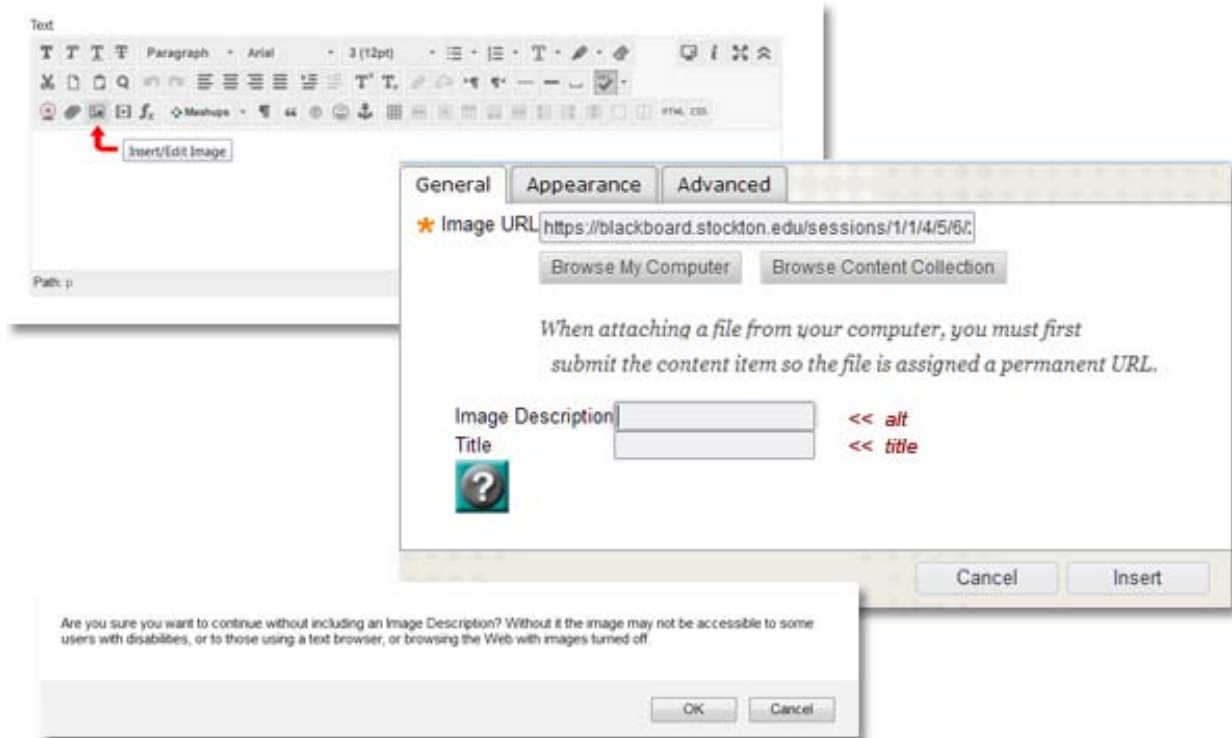 Text
T T T T Paragraph Arial 3 (12pt) T
T T
fx Mashups HTML CSS
Insert/Edit Image
Path: p
General Appearance Advanced
* Image URL https://blackboard.stockton.edu/sessions/1/1/4/5/6/
Browse My Computer Browse Content Collection
When attaching a file from your computer, you must first
submit the content item so the file is assigned a permanent URL.
Image Description << alt
Title << title
?
Cancel Insert
Are you sure you want to continue without including an Image Description? Without it the image may not be accessible to some
users with disabilities, or to those using a text browser, or browsing the Web with images turned off.
OK Cancel